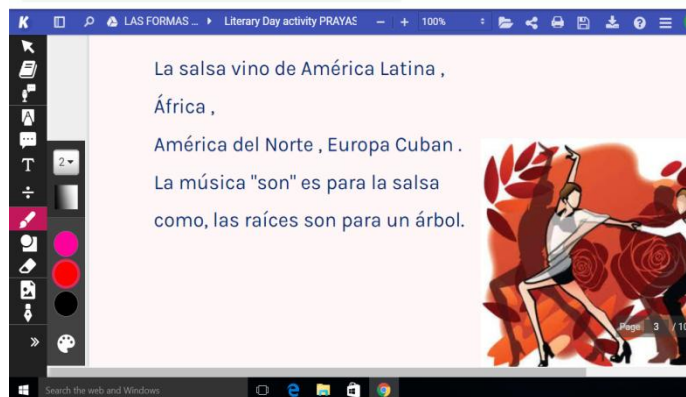 K
LAS FORMAS ... Literary Day activity PRAYAS
− + 100%
La salsa vino de América Latina ,
África ,
América del Norte , Europa Cuban .
La música "son" es para la salsa
como, las raíces son para un árbol.
T
2
Page 3 / 10
Search the web and Windows